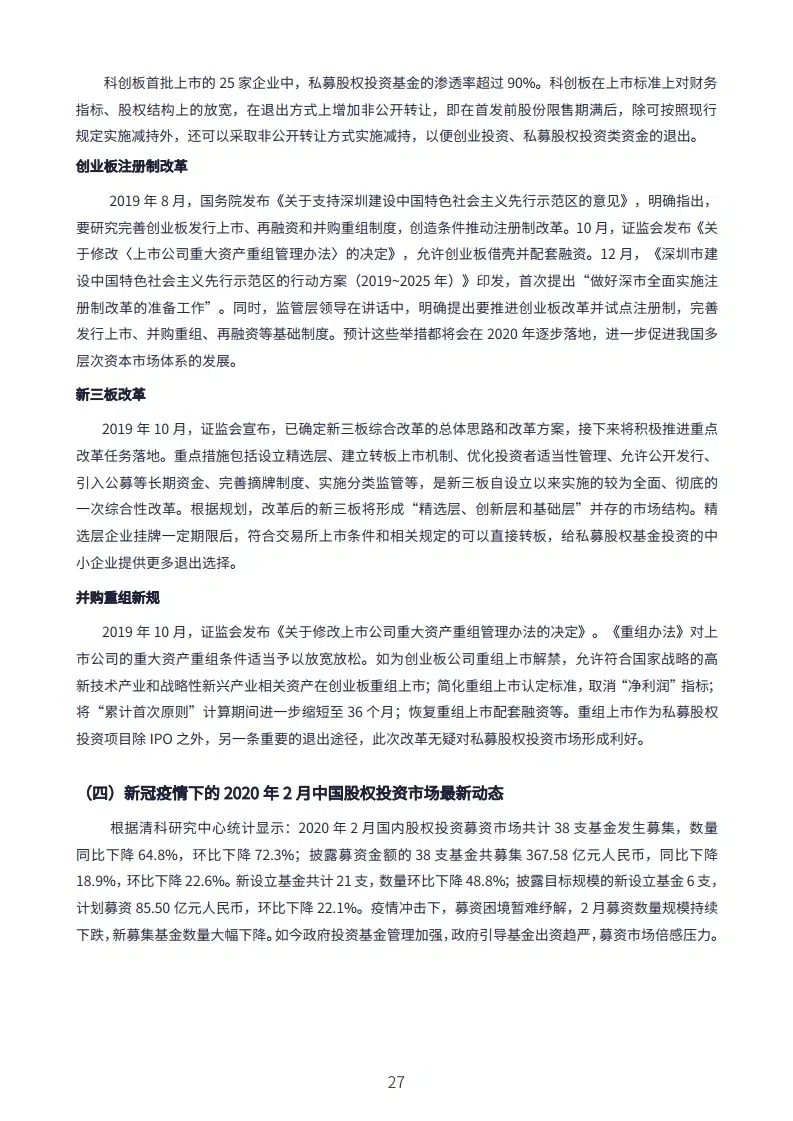 科创板首批上市的 25 家企业中，私募股权投资基金的渗透率超过 90%。科创板在上市标准上对财务
指标、股权结构上的放宽，在退出方式上增加非公开转让，即在首发前股份限售期满后，除可按照现行
规定实施减持外，还可以采取非公开转让方式实施减持，以便创业投资、私募股权投资类资金的退出。
创业板注册制改革
2019 年 8 月，国务院发布《关于支持深圳建设中国特色社会主义先行示范区的意见》，明确指出，
要研究完善创业板发行上市、再融资和并购重组制度，创造条件推动注册制改革。10 月，证监会发布《关
于修改〈上市公司重大资产重组管理办法〉的决定》，允许创业板借壳并配套融资。12 月，《深圳市建
设中国特色社会主义先行示范区的行动方案（2019~2025 年）》印发，首次提出“做好深市全面实施注
册制改革的准备工作”。同时，监管层领导在讲话中，明确提出要推进创业板改革并试点注册制，完善
发行上市、并购重组、再融资等基础制度。预计这些举措都将会在 2020 年逐步落地，进一步促进我国多
层次资本市场体系的发展。
新三板改革
2019 年 10 月，证监会宣布，已确定新三板综合改革的总体思路和改革方案，接下来将积极推进重点
改革任务落地。重点措施包括设立精选层、建立转板上市机制、优化投资者适当性管理、允许公开发行、
引入公募等长期资金、完善摘牌制度、实施分类监管等，是新三板自设立以来实施的较为全面、彻底的
一次综合性改革。根据规划，改革后的新三板将形成“精选层、创新层和基础层”并存的市场结构。精
选层企业挂牌一定期限后，符合交易所上市条件和相关规定的可以直接转板，给私募股权基金投资的中
小企业提供更多退出选择。
并购重组新规
2019 年 10 月，证监会发布《关于修改上市公司重大资产重组管理办法的决定》。《重组办法》对上
市公司的重大资产重组条件适当予以放宽放松。如为创业板公司重组上市解禁，允许符合国家战略的高
新技术产业和战略性新兴产业相关资产在创业板重组上市；简化重组上市认定标准，取消“净利润”指标；
将“累计首次原则”计算期间进一步缩短至 36 个月；恢复重组上市配套融资等。重组上市作为私募股权
投资项目除 IPO 之外，另一条重要的退出途径，此次改革无疑对私募股权投资市场形成利好。
（四）新冠疫情下的 2020 年 2 月中国股权投资市场最新动态
根据清科研究中心统计显示：2020 年 2 月国内股权投资募资市场共计 38 支基金发生募集，数量
同比下降 64.8%，环比下降 72.3%；披露募资金额的 38 支基金共募集 367.58 亿元人民币，同比下降
18.9%，环比下降 22.6%。新设立基金共计 21 支，数量环比下降 48.8%；披露目标规模的新设立基金 6 支，
计划募资 85.50 亿元人民币，环比下降 22.1%。疫情冲击下，募资困境暂难纾解，2 月募资数量规模持续
下跌，新募集基金数量大幅下降。如今政府投资基金管理加强，政府引导基金出资趋严，募资市场倍感压力。
27